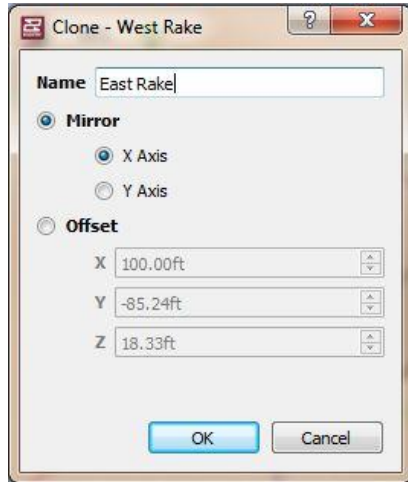 Clone - West Rake
Name East Rake
Mirror
X Axis
Y Axis
Offset
X 100.00ft
Y -85.24ft
Z 18.33ft
OK Cancel